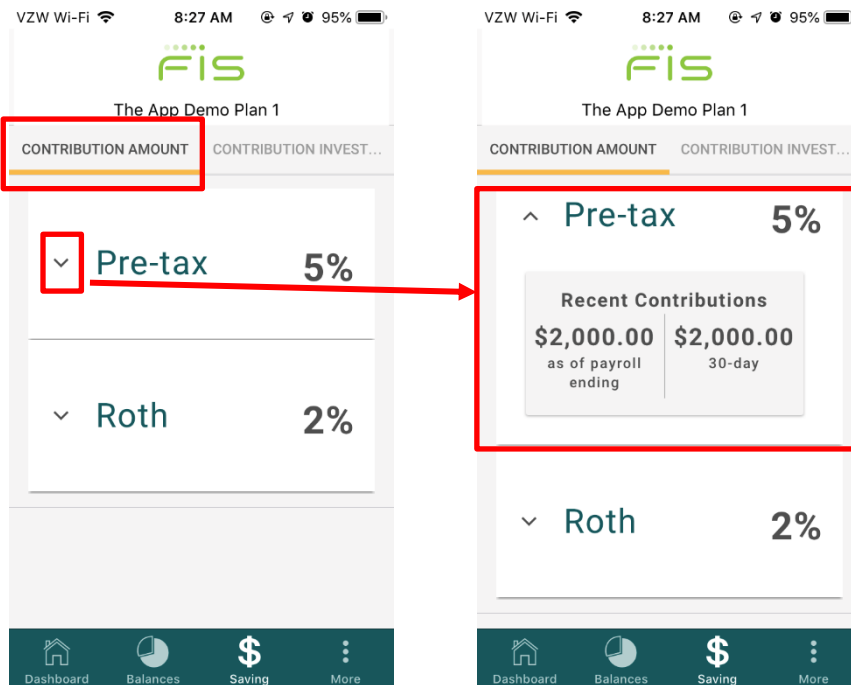 VZW Wi-Fi 8:27 AM 95%
FIS
The App Demo Plan 1
CONTRIBUTION AMOUNT CONTRIBUTION INVEST...
Pre-tax 5%
Roth 2%
Dashboard Balances Saving More
VZW Wi-Fi 8:27 AM 95%
FIS
The App Demo Plan 1
CONTRIBUTION AMOUNT CONTRIBUTION INVEST...
Pre-tax 5%
Recent Contributions
$2,000.00 $2,000.00
as of payroll 30-day
ending
Roth 2%
Dashboard Balances Saving More